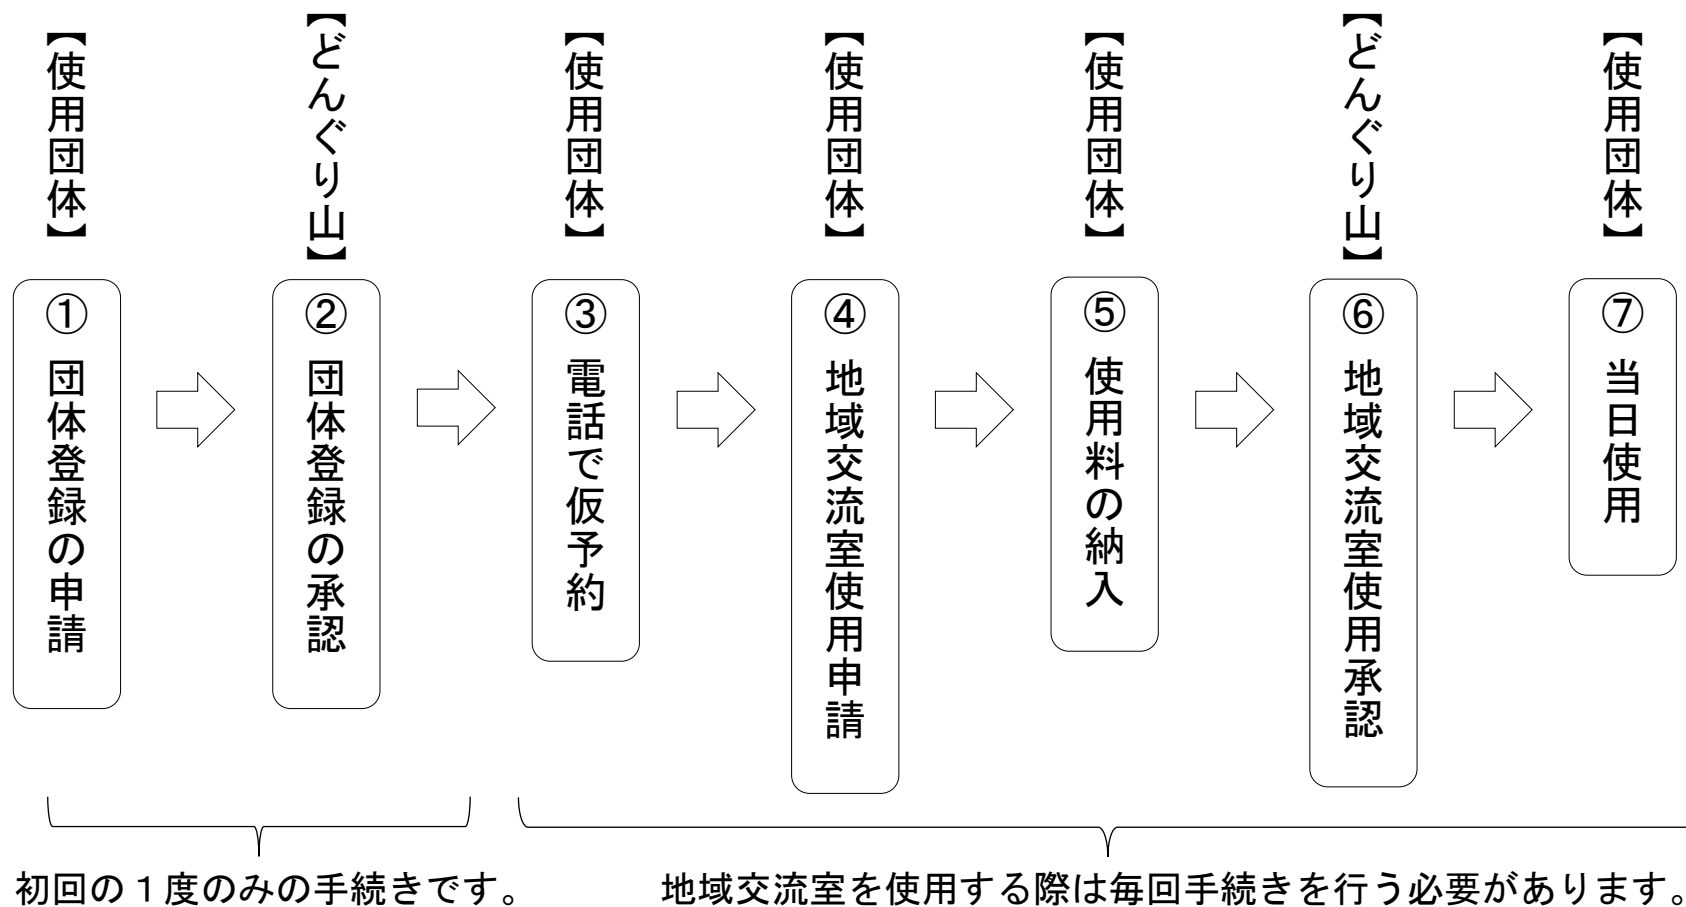 【使用団体】
①団体登録の申請
【どんぐり山】
②団体登録の承認
【使用団体】
③電話で仮予約
【使用団体】
④地域交流室使用申請
【使用団体】
⑤使用料の納入
【どんぐり山】
⑥地域交流室使用承認
【使用団体】
⑦当日使用
初回の１度のみの手続きです。
地域交流室を使用する際は毎回手続きを行う必要があります。